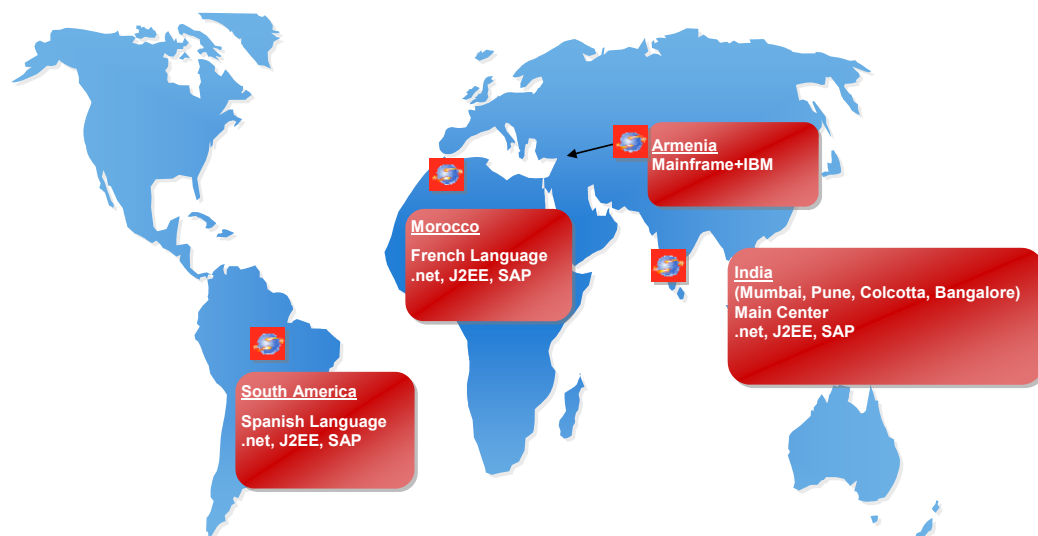 Armenia
Mainframe+IBM
Morocco
French Language
.net, J2EE, SAP
India
(Mumbai, Pune, Colcotta, Bangalore)
Main Center
.net, J2EE, SAP
South America
Spanish Language
.net, J2EE, SAP